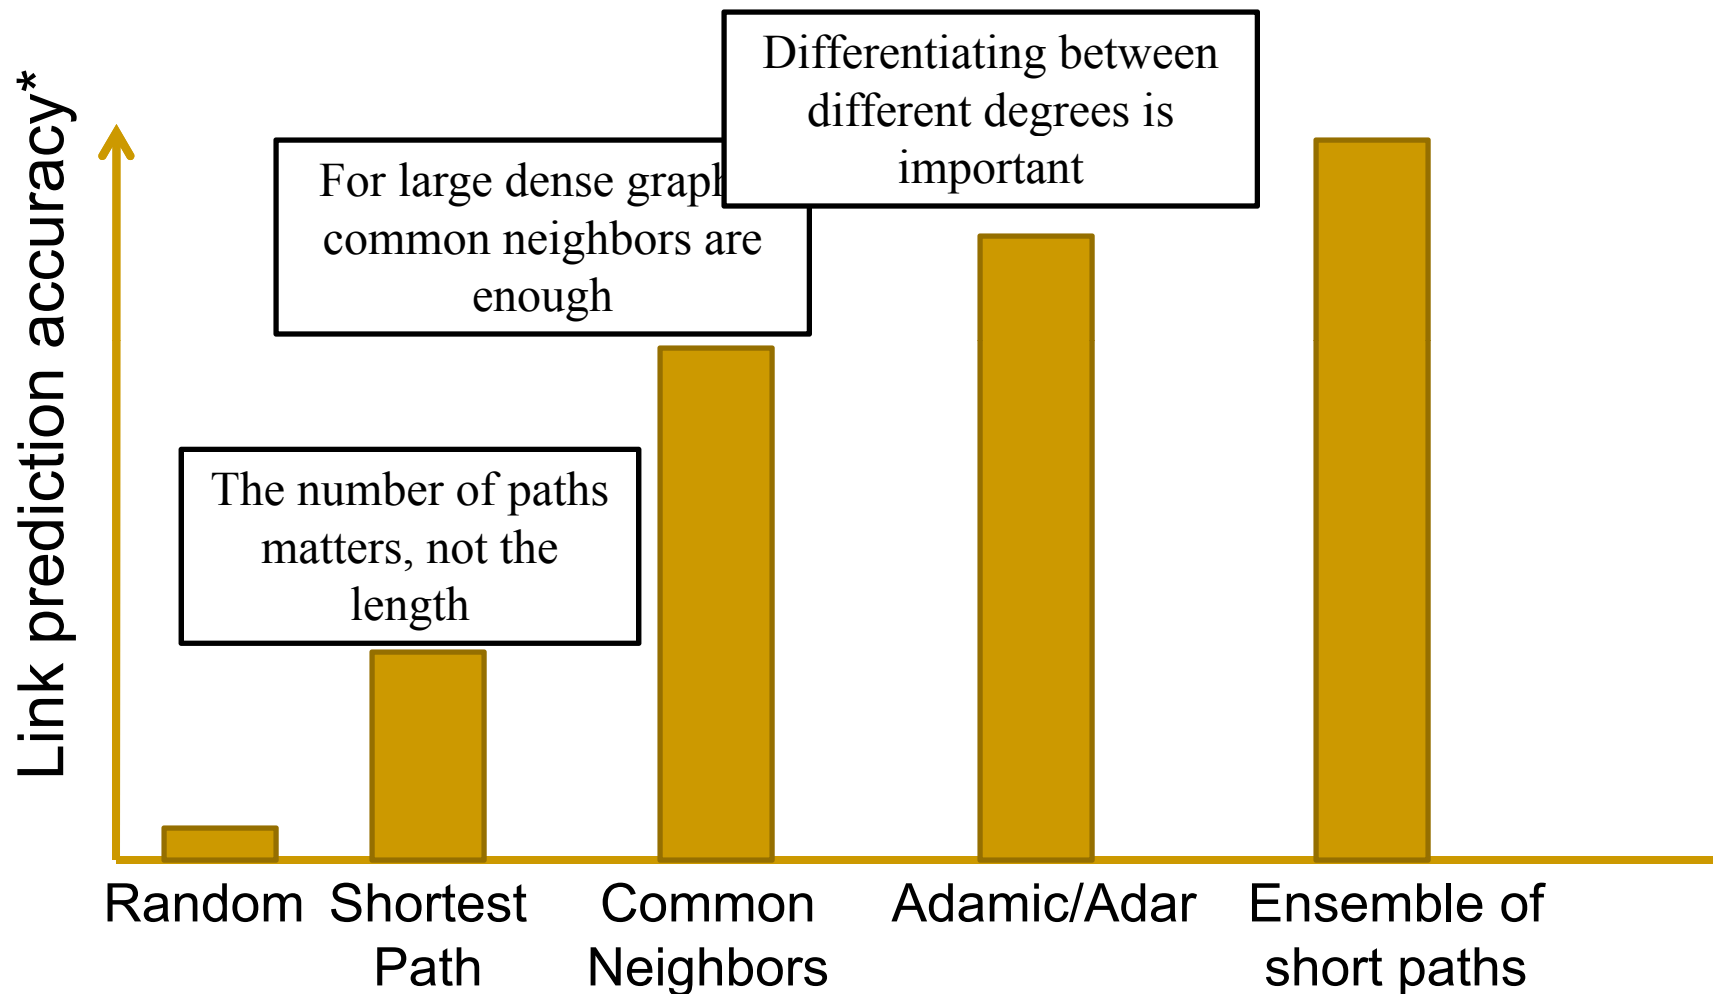 Link prediction accuracy*
Differentiating between
different degrees is
important
For large dense graph
common neighbors are
enough
The number of paths
matters, not the
length
Random
Shortest
Path
Common
Neighbors
Adamic/Adar
Ensemble of
short paths